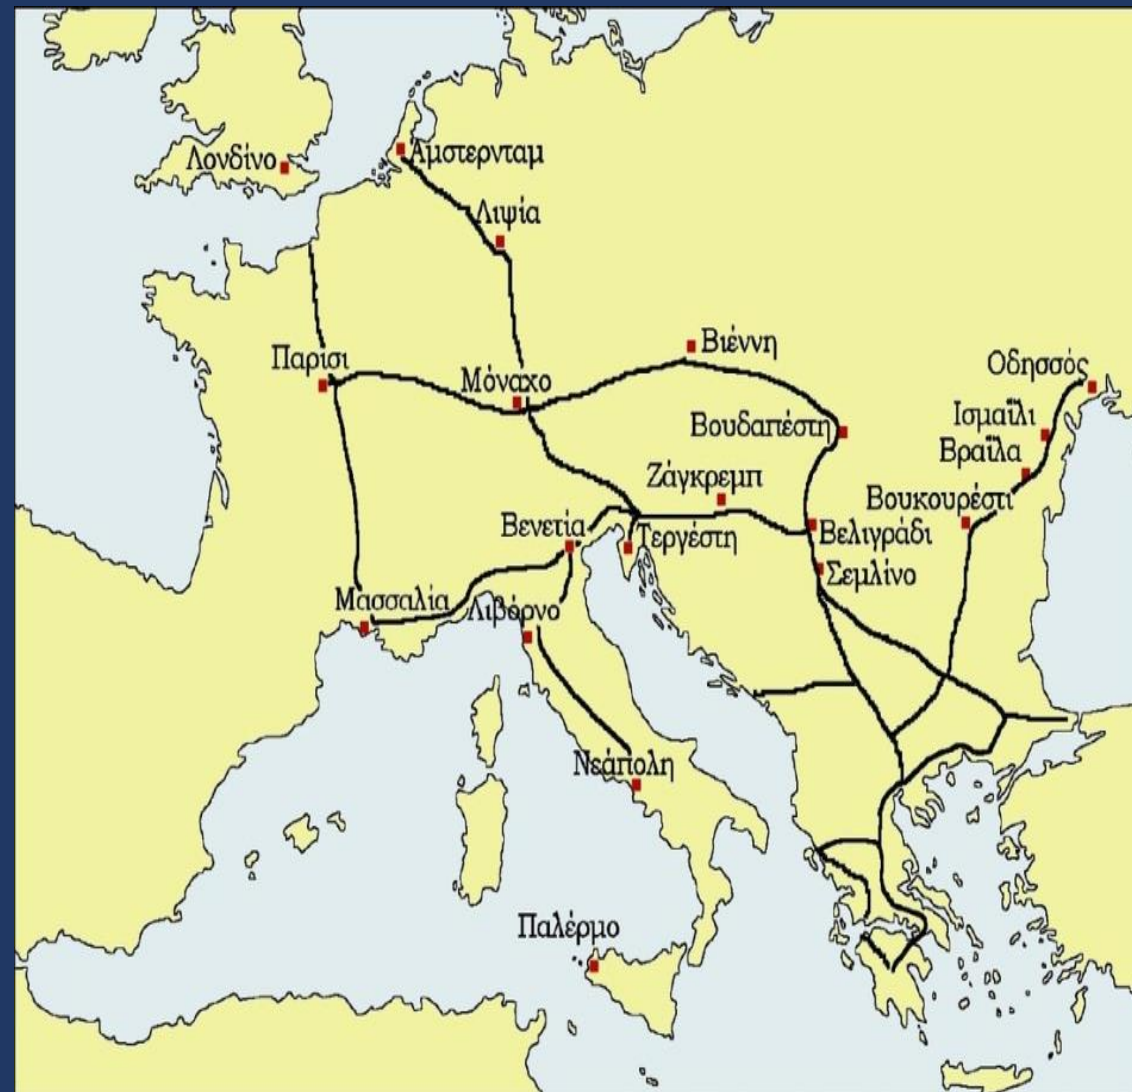 Λονδίνο
Άμστερνταμ
Λιψία
Παρίσι
Μόναχο
Βιέννη
Οδησσός
Βουδαπέστη
Ισμαΐλι
Βραΐλα
Ζάγκρεμπ
Βουκουρέστι
Βενετία
Τεργέστη
Βελιγράδι
Σεμλίνο
Μασσαλία
Λιβόρνο
Νεάπολη
Παλέρμο